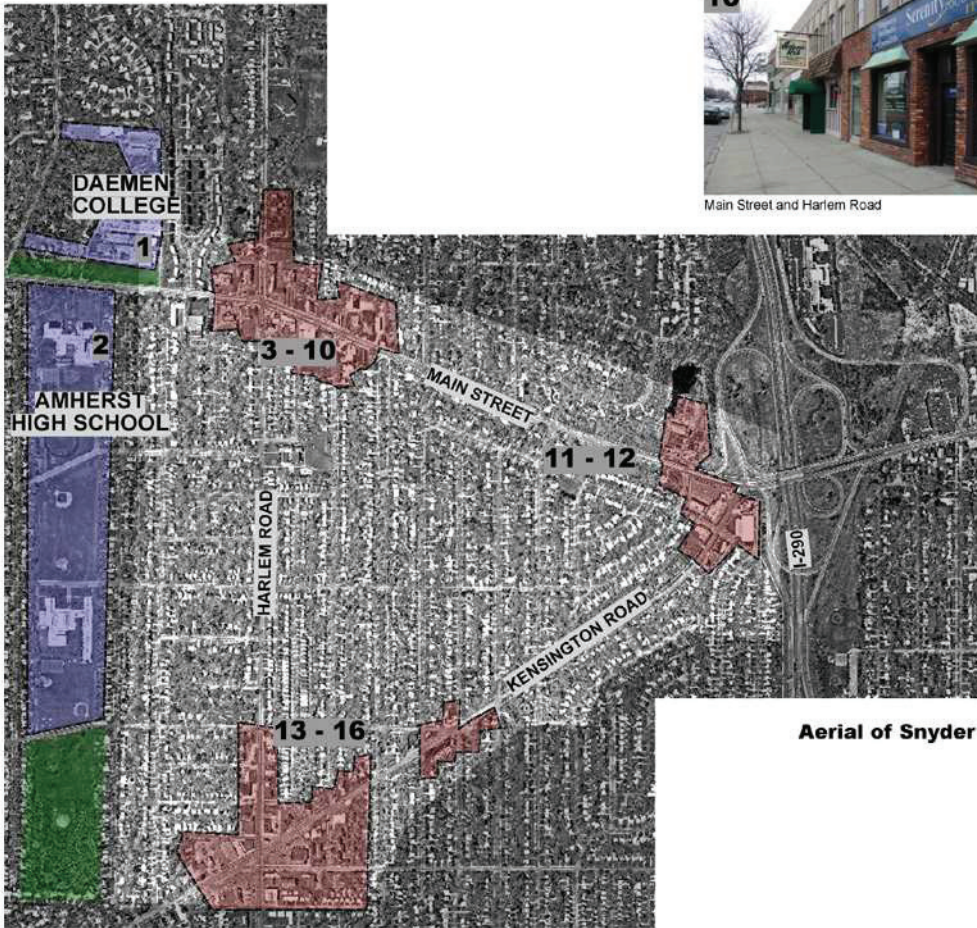 10
Serenity
Main Street and Harlem Road
DAEMEN
COLLEGE
1
2
3 - 10
AMHERST
HIGH SCHOOL
MAIN STREET
11 - 12
HARLEM ROAD
I-290
KENSINGTON ROAD
13 - 16
Aerial of Snyder